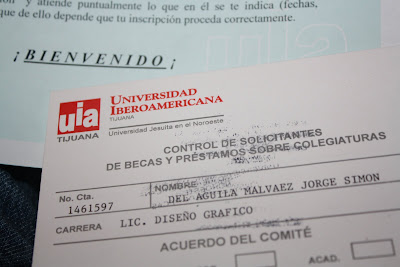 ión y atiende puntualmente lo que en él se te indica (fechas,
que de ello depende que tu inscripción proceda correctamente.
¡BIENVENIDO¡
uia
uia
TIJUANA
UNIVERSIDAD
IBEROAMERICANA
TIJUANA
Universidad Jesuita en el Noroeste
CONTROL DE SOLICITANTES
DE BECAS Y PRÉSTAMOS SOBRE COLEGIATURAS
No. Cta.
NOMBRE
1461597
DEL AGUILA MALVAEZ JORGE SIMON
CARRERA
LIC. DISEÑO GRAFICO
ACUERDO DEL COMITÉ
ACAD.